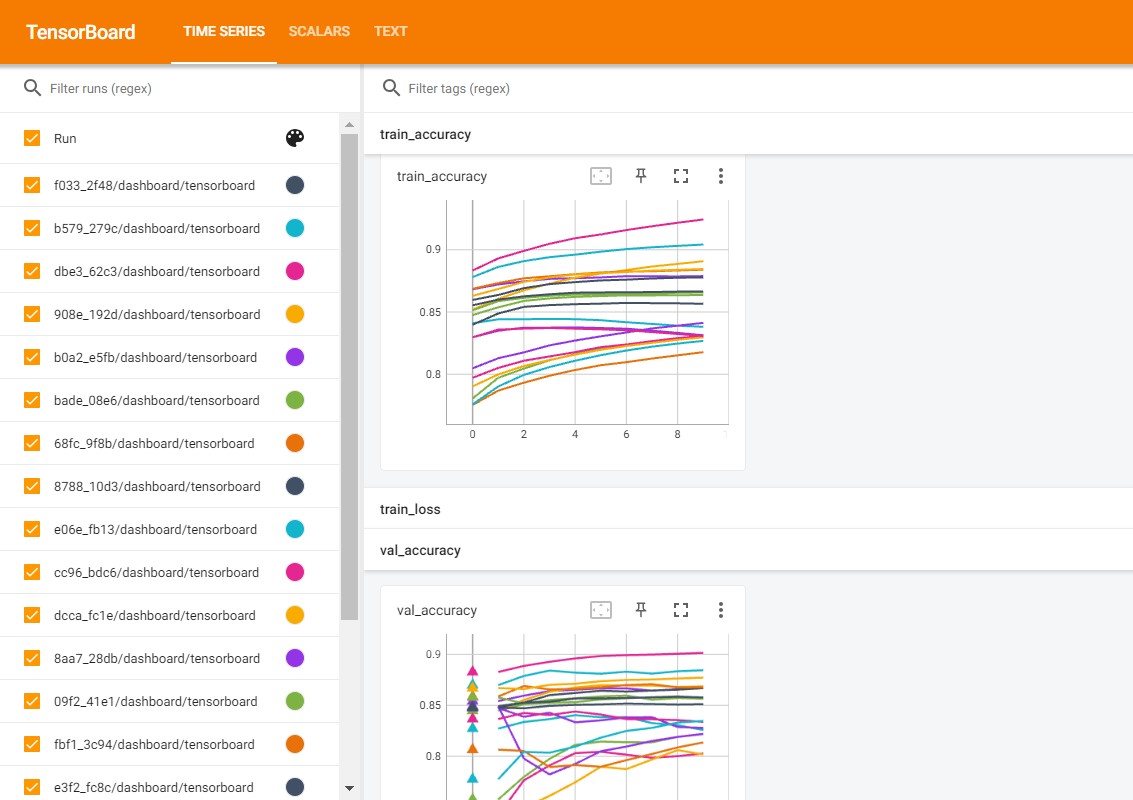 TensorBoard TIME SERIES SCALARS TEXT
Filter runs (regex)
Filter tags (regex)
Run
f033_2f48/dashboard/tensorboard
b579_279c/dashboard/tensorboard
dbe3_62c3/dashboard/tensorboard
908e_192d/dashboard/tensorboard
b0a2_e5fb/dashboard/tensorboard
bade_08e6/dashboard/tensorboard
68fc_9f8b/dashboard/tensorboard
8788_10d3/dashboard/tensorboard
e06e_fb13/dashboard/tensorboard
cc96_bdc6/dashboard/tensorboard
dcca_fc1e/dashboard/tensorboard
8aa7_28db/dashboard/tensorboard
09f2_41e1/dashboard/tensorboard
fbf1_3c94/dashboard/tensorboard
e3f2_fc8c/dashboard/tensorboard
train_accuracy
train_accuracy
0.9
0.85
0.8
0 2 4 6 8
train_loss
val_accuracy
val_accuracy
0.9
0.85
0.8